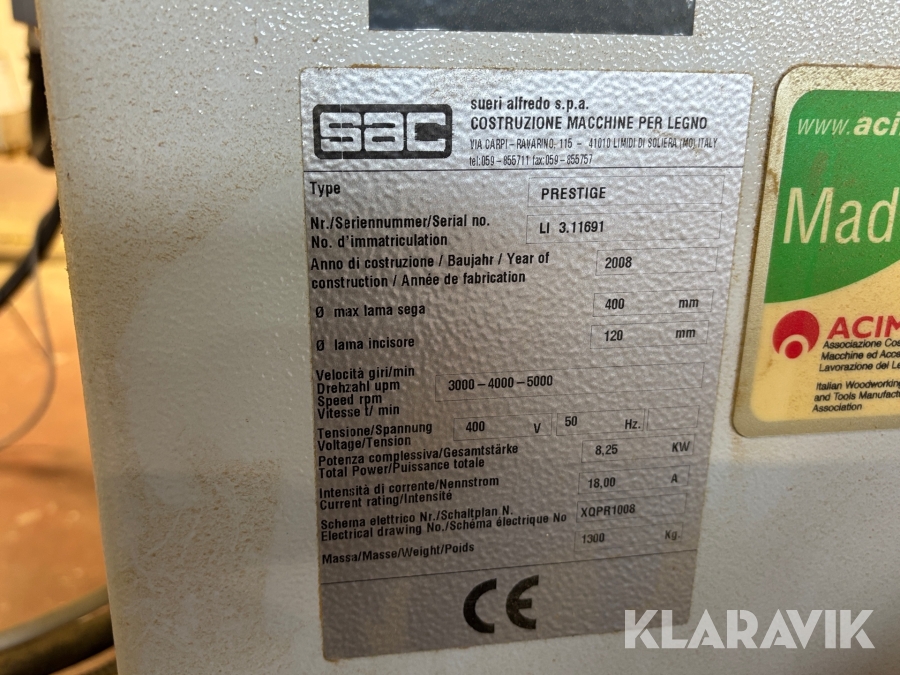 sac
sueri alfredo s.p.a.
COSTRUZIONE MACCHINE PER LEGNO
VIA CARPI - RAVARINO, 115 - 41010 LIMIDI DI SOLIERA (MO) ITALY
tel:059 - 855711 fax:059 - 855757
Type PRESTIGE
Nr./Seriennummer/Serial no. LI 3.11691
No. d'immatriculation
Anno di costruzione / Baujahr / Year of 2008
construction / Année de fabrication
Ø max lama sega 400 mm
Ø lama incisore 120 mm
Velocità giri/min
Drehzahl upm 3000-4000-5000
Speed rpm
Vitesse t/ min
Tensione/Spannung 400 V 50 Hz.
Voltage/Tension
Potenza complessiva/Gesamtstärke 8,25 KW
Total Power/Puissance totale
Intensità di corrente/Nennstrom 18,00 A
Current rating/Intensité
Schema elettrico Nr./Schaltplan N. XQPR1008
Electrical drawing No./Schéma électrique No
Massa/Masse/Weight/Poids 1300 Kg.
CE
www.aci
Mad
ACIM
Associazione Cos
Macchine ed Acce
Lavorazione del Le
Italian Woodworking
and Tools Manufact
Association
KLARAVIK